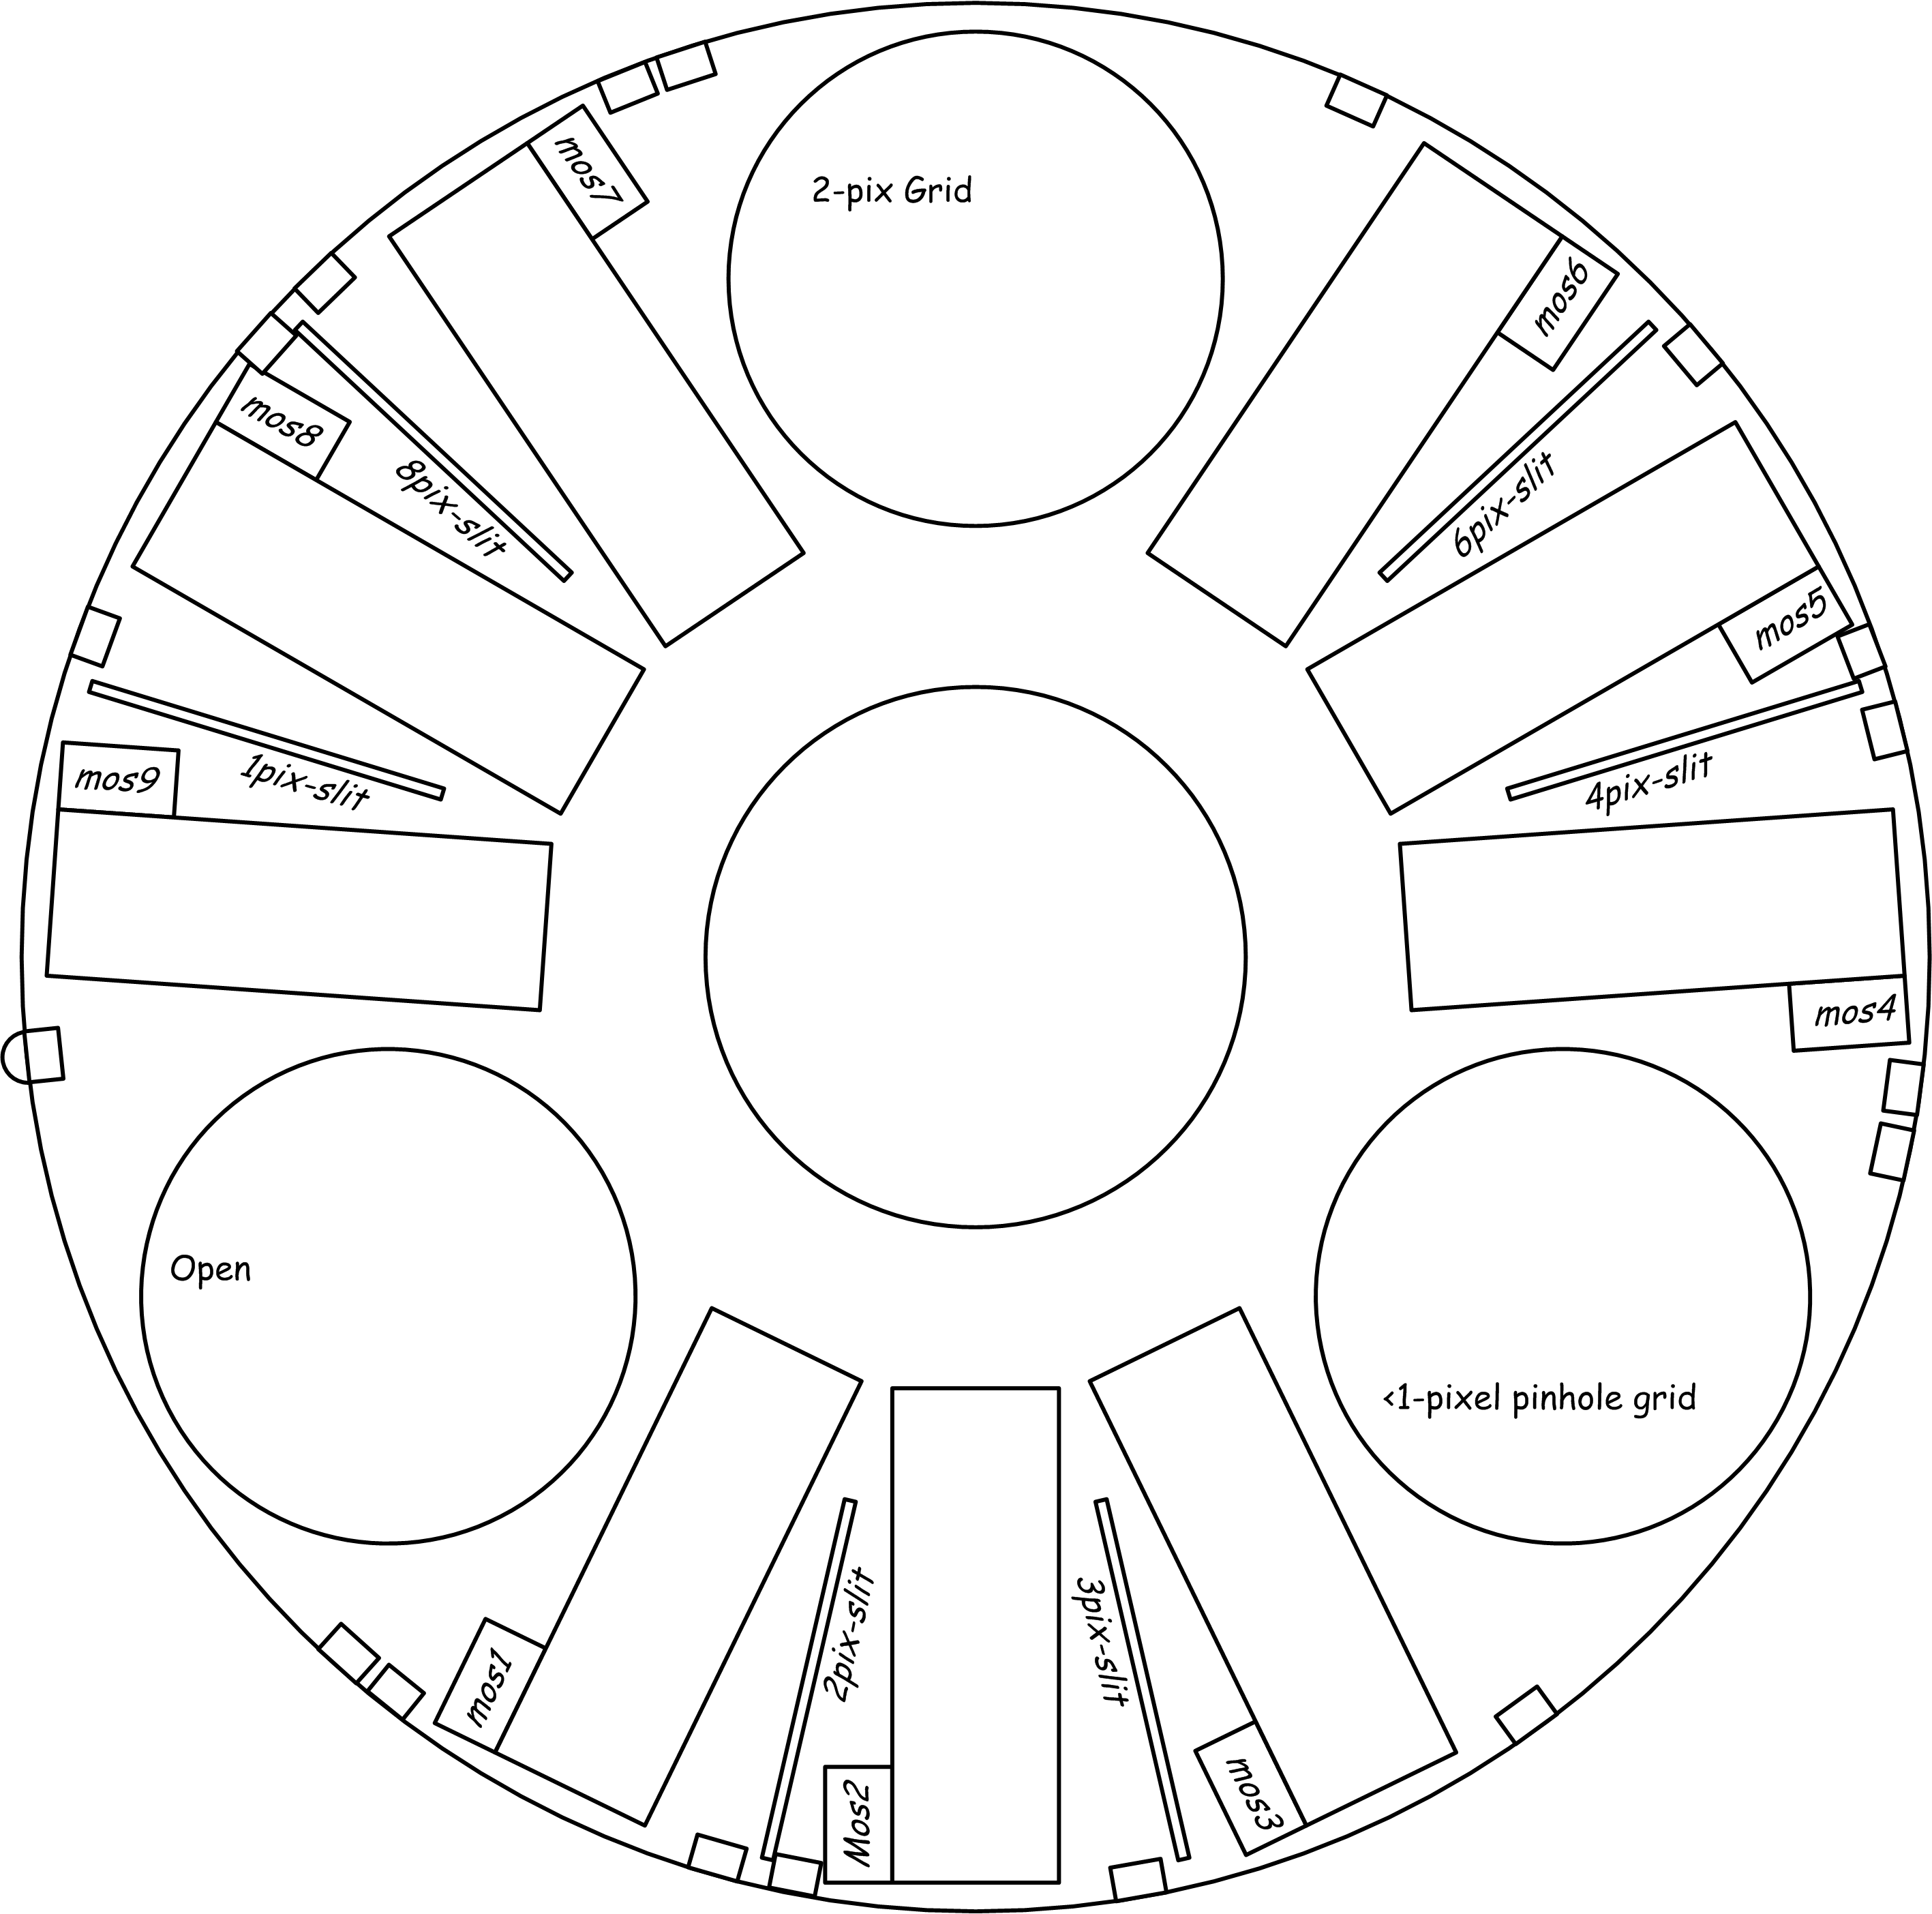 mos7
2-pix Grid
mos6
mos8
8pix-slit
6pix-slit
mos5
mos9
1pix-slit
4pix-slit
mos4
Open
<1-pixel pinhole grid
mos1
2pix-slit
3pix-slit
Mos2
mos3